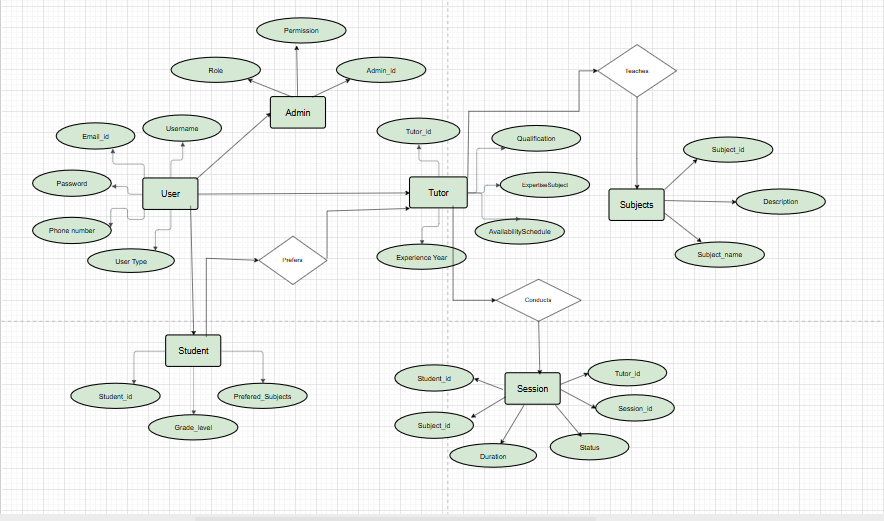 Permission
Role
Admin_id
Admin
Email_id
Username
Tutor_id
Qualification
Teaches
Subject_id
Password
User
Tutor
ExpertiseSubject
Subjects
Description
Phone number
AvailabilitySchedule
User Type
Prefers
Experience Year
Subject_name
Conducts
Student
Student_id
Session
Tutor_id
Student_id
Prefered_Subjects
Session_id
Grade_level
Subject_id
Duration
Status